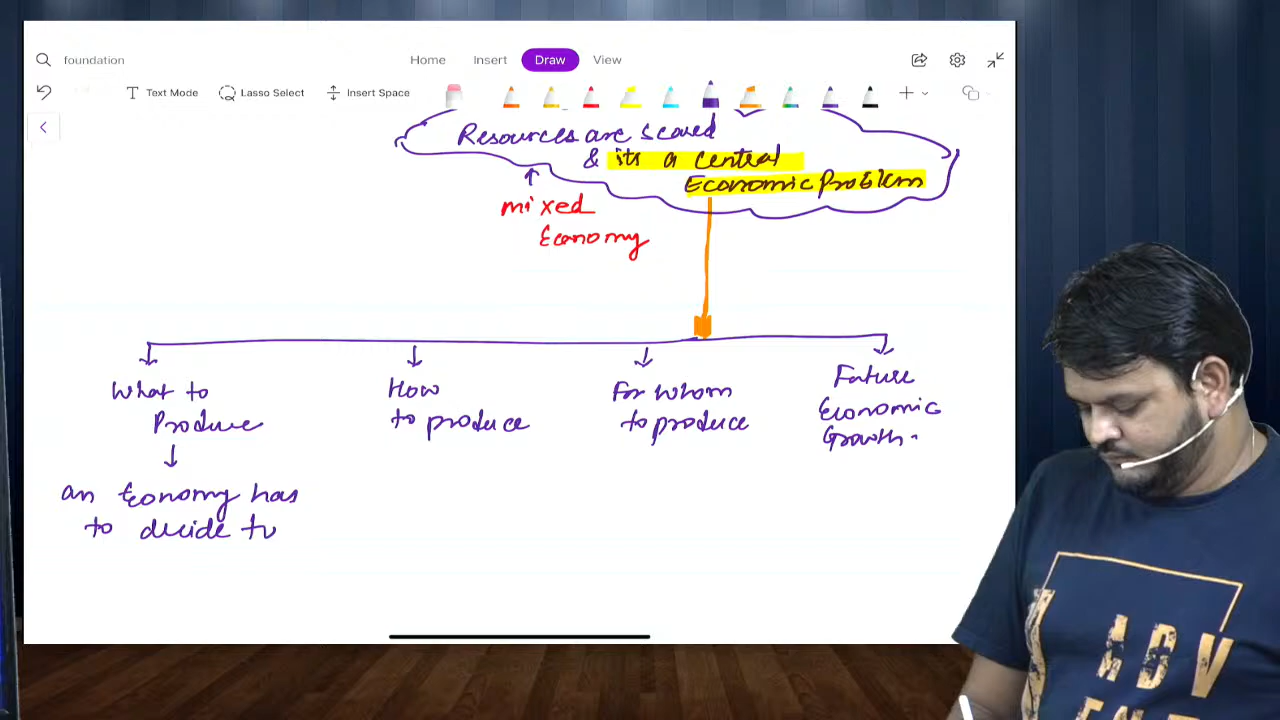 foundation
Home Insert Draw View
Text Mode Lasso Select Insert Space
Resources are scared
& its a central
Economic Problem
mixed
Economy
What to
Produce
How
to produce
For whom
to produce
Future
Economic
Growth.
an Economy has
to decide to
ADV